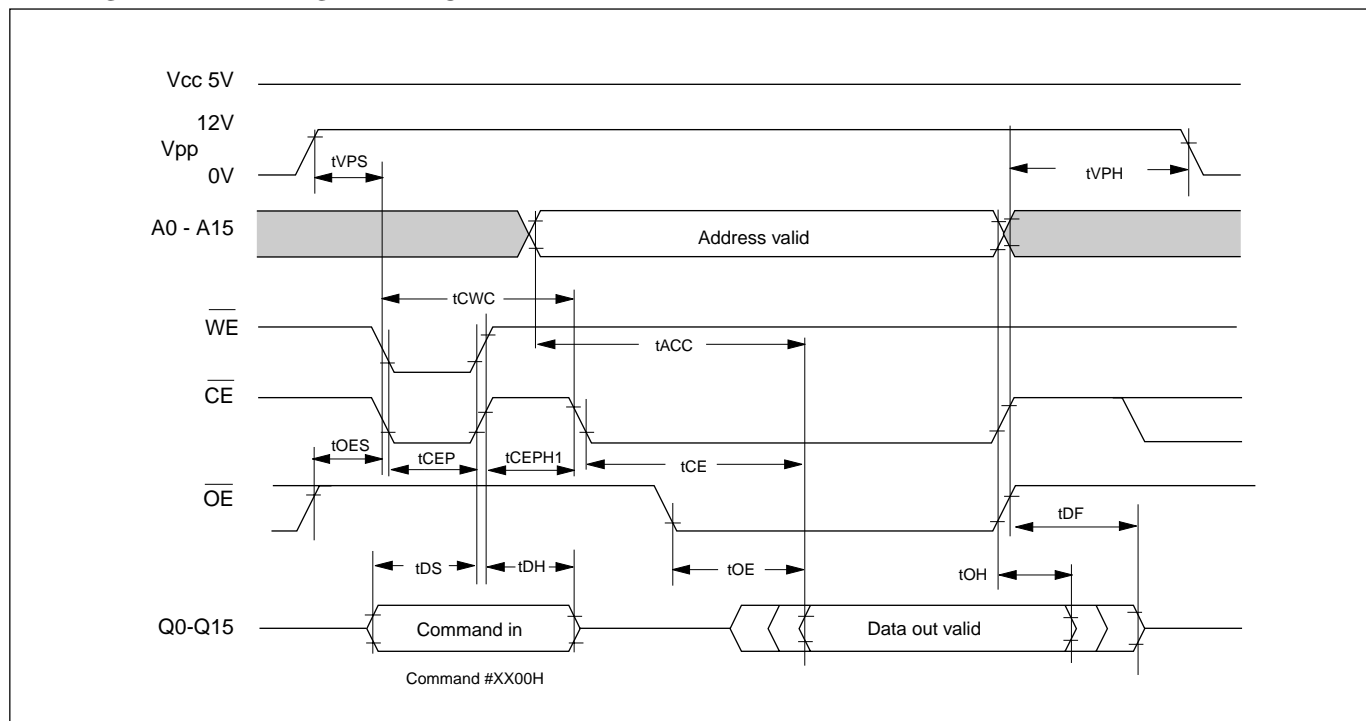 Vcc 5V
12V
Vpp
0V
tVPS
tVPH
A0 - A15
Address valid
tCWC
WE
tACC
CE
tOES
tCEP
tCEPH1
tCE
OE
tDF
tDS
tDH
tOE
tOH
Q0-Q15
Command in
Data out valid
Command #XX00H